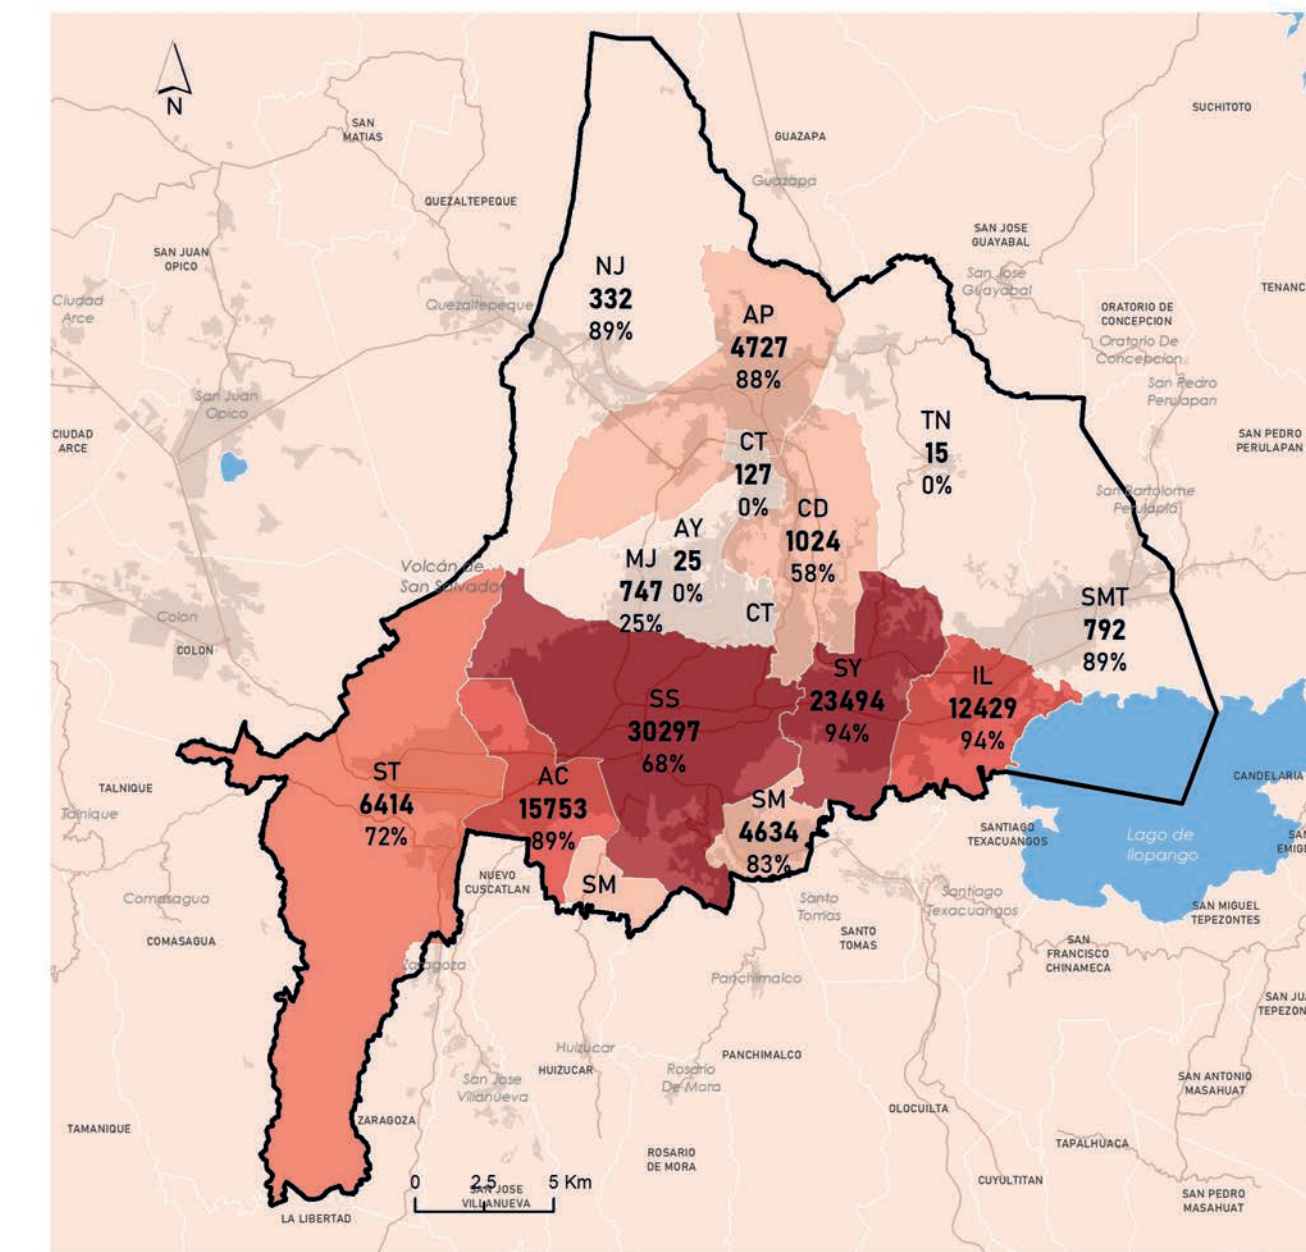 N
SUCHITOTO
SAN
MATIAS
GUAZAPA
Guazapa
QUEZALTEPEQUE
SAN JOSE
GUAYABAL
SAN JUAN
OPICO
NJ
332
89%
San Jose
Guayabal
TENANC
Ciudad
Arce
Quezaltepeque
AP
4727
88%
ORATORIO DE
CONCEPCION
Oratorio De
Concepcion
San Pedro
Perulapan
San Juan
Opico
CIUDAD
ARCE
TN
15
0%
SAN PEDRO
PERULAPAN
CT
127
0%
San Bartolome
Perulapia
CD
1024
58%
AY
25
0%
MJ
747
25%
Volcán de
San Salvador
CT
SMT
792
89%
Colon
COLON
SS
30297
68%
SY
23494
94%
IL
12429
94%
ST
6414
72%
AC
15753
89%
SM
4634
83%
TALNIQUE
Talnique
CANDELARIA
SANTIAGO
TEXACUANGOS
Lago de
Ilopango
SAN
EMIG
NUEVO
CUSCATLAN
SM
Comasagua
COMASAGUA
Santo
Tomas
SANTO
TOMAS
Santiago
Texacuangos
SAN MIGUEL
TEPEZONTES
SAN
FRANCISCO
CHINAMECA
Zaragoza
Panchimalco
SAN JU
TEPEZON
Huizucar
HUIZUCAR
PANCHIMALCO
Rosario
De Mora
San Jose
Villanueva
SAN ANTONIO
MASAHUAT
ZARAGOZA
OLOCUILTA
TAMANIQUE
TAPALHUACA
ROSARIO
DE MORA
CUYULTITAN
0 2.5 5 Km
SAN JOSE
VILLANUEVA
SAN PEDRO
MASAHUAT
LA LIBERTAD